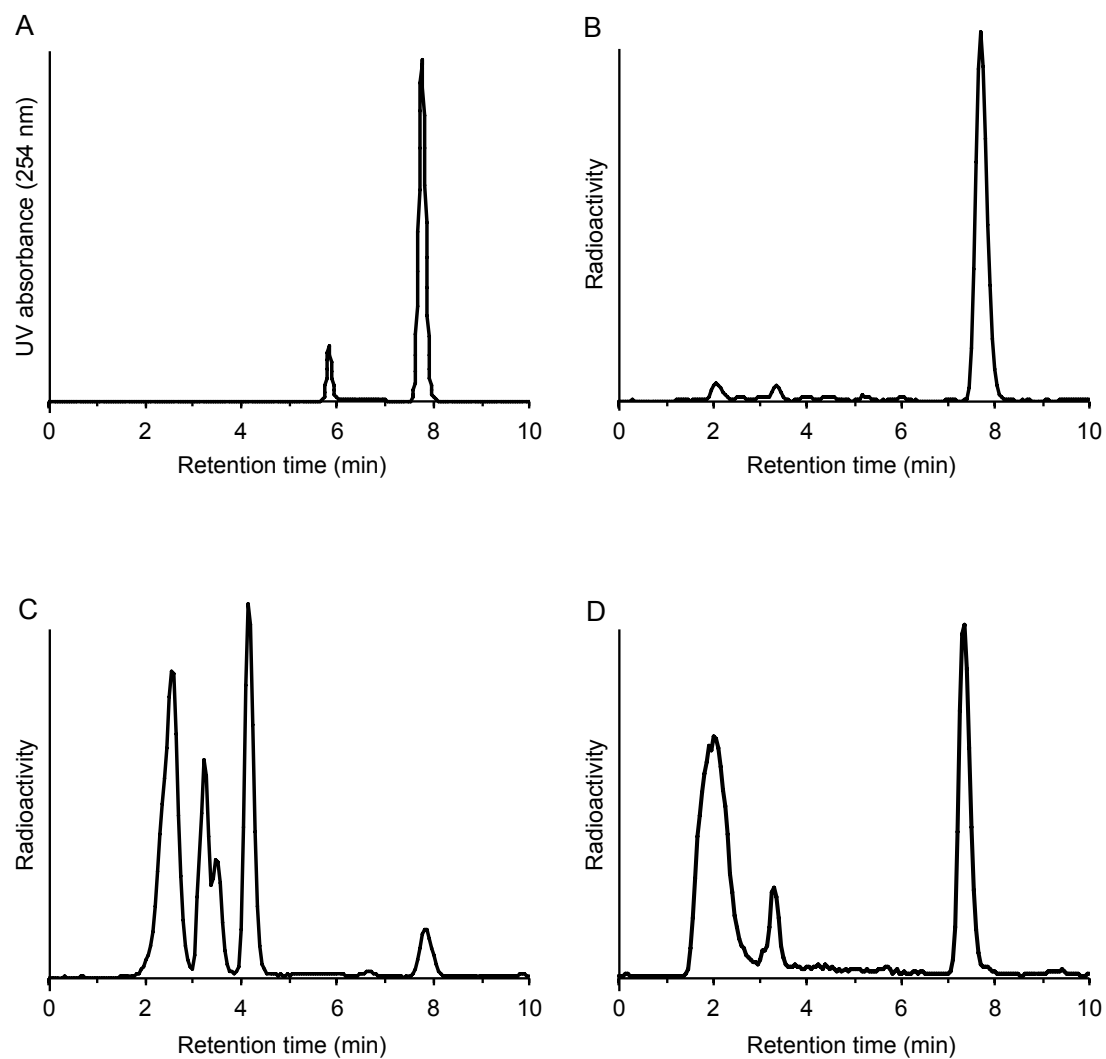 A
UV absorbance (254 nm)
0 2 4 6 8 10
Retention time (min)
B
Radioactivity
0 2 4 6 8 10
Retention time (min)
C
Radioactivity
0 2 4 6 8 10
Retention time (min)
D
Radioactivity
0 2 4 6 8 10
Retention time (min)